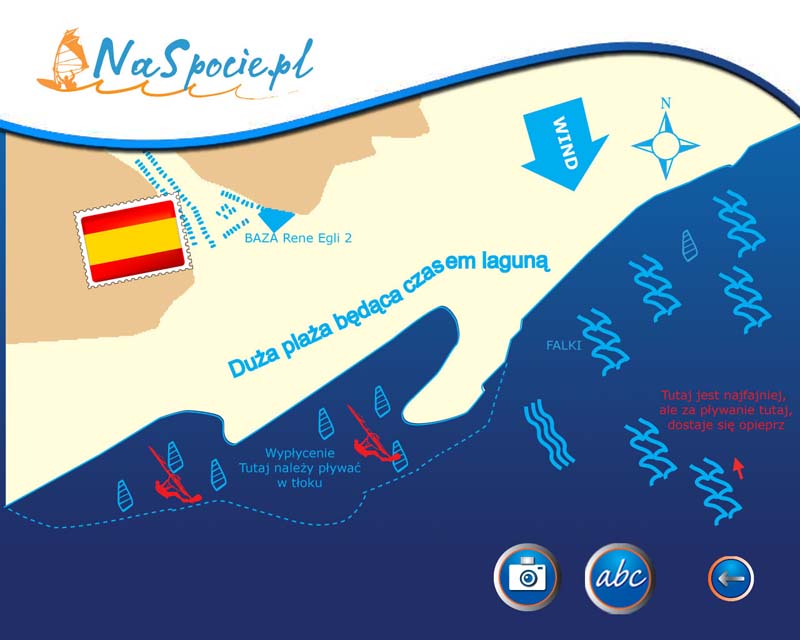 NaSpocie.pl
WIND
N
BAZA Rene Egli 2
Duża plaża będąca czasem laguną
FALKI
Tutaj jest najfajniej,
ale za pływanie tutaj,
dostaje się opieprz
Wypłycenie
Tutaj należy pływać
w tłoku
abc